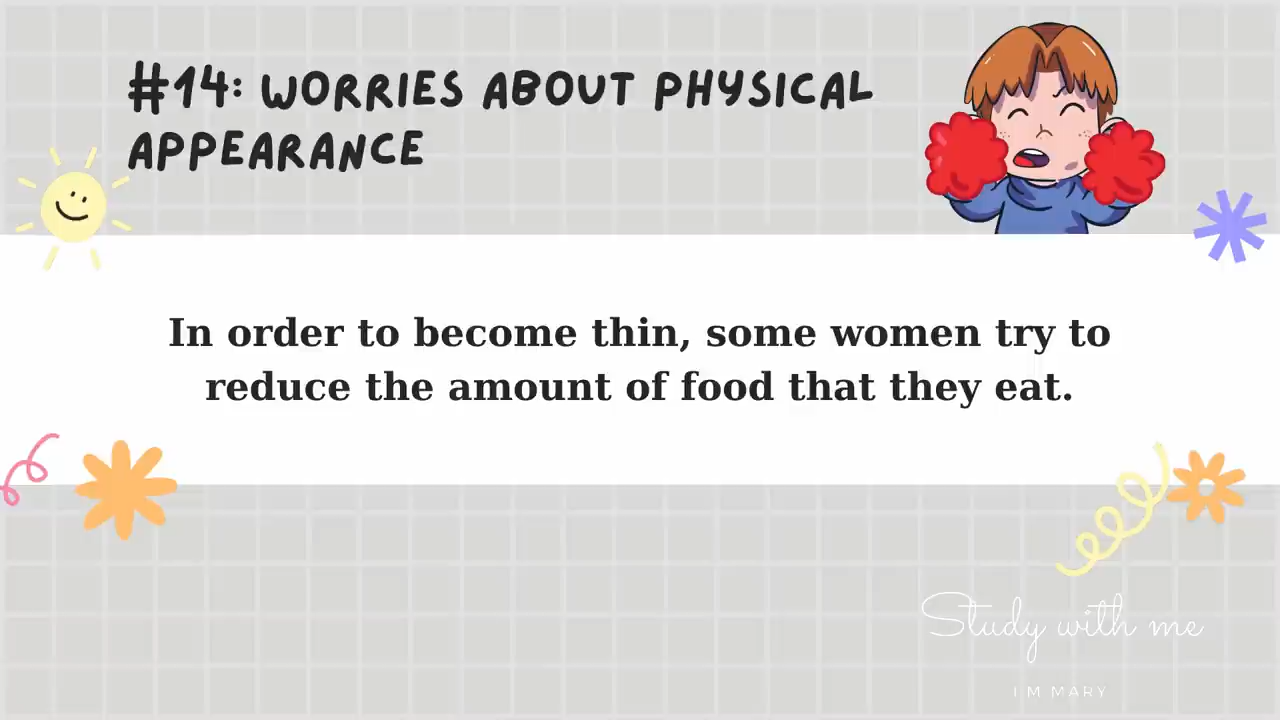 #14: WORRIES ABOUT PHYSICAL
APPEARANCE
In order to become thin, some women try to
reduce the amount of food that they eat.
Study with me
I'M MARY